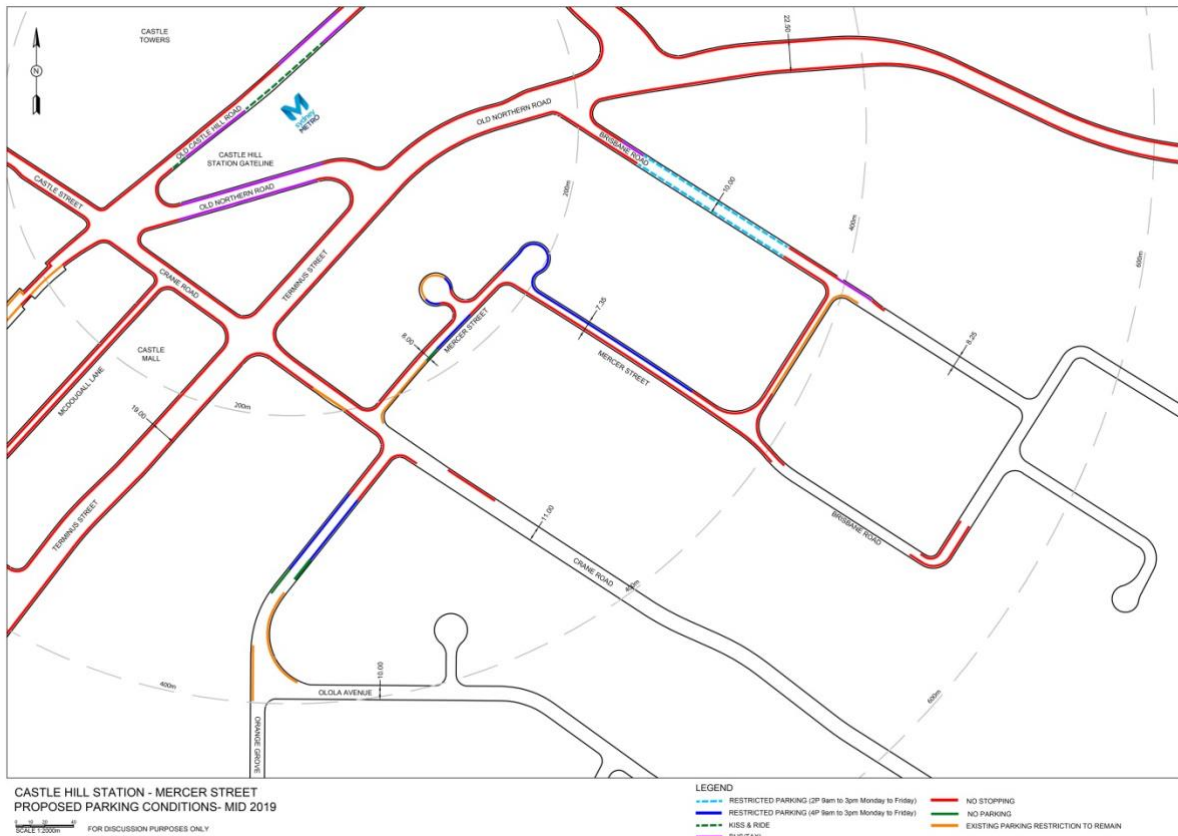 CASTLE
TOWERS
N
OLD CASTLE HILL ROAD
M
sydney
METRO
CASTLE HILL
STATION GATELINE
OLD NORTHERN ROAD
OLD NORTHERN ROAD
22.50
BRISBANE ROAD
10.00
200m
400m
600m
CASTLE STREET
CRANE ROAD
TERMINUS STREET
MERCER STREET
8.00
7.35
MERCER STREET
8.25
CASTLE
MALL
MCDOUGALL LANE
200m
19.00
TERMINUS STREET
11.00
CRANE ROAD
BRISBANE ROAD
400m
600m
400m
10.00
OLOLA AVENUE
ORANGE GROVE
CASTLE HILL STATION - MERCER STREET
PROPOSED PARKING CONDITIONS- MID 2019
SCALE 1:2000m
FOR DISCUSSION PURPOSES ONLY
LEGEND
RESTRICTED PARKING (2P 9am to 3pm Monday to Friday)
RESTRICTED PARKING (4P 9am to 3pm Monday to Friday)
KISS & RIDE
NO STOPPING
NO PARKING
EXISTING PARKING RESTRICTION TO REMAIN